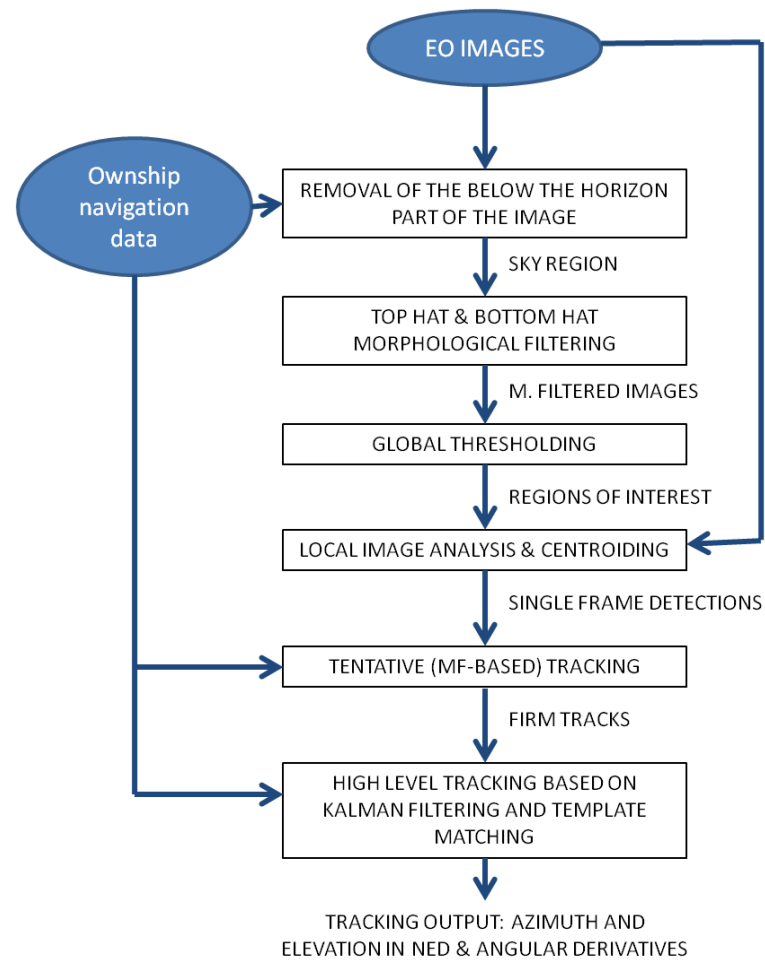 EO IMAGES
Ownship
navigation
data
REMOVAL OF THE BELOW THE HORIZON
PART OF THE IMAGE
SKY REGION
TOP HAT & BOTTOM HAT
MORPHOLOGICAL FILTERING
M. FILTERED IMAGES
GLOBAL THRESHOLDING
REGIONS OF INTEREST
LOCAL IMAGE ANALYSIS & CENTROIDING
SINGLE FRAME DETECTIONS
TENTATIVE (MF-BASED) TRACKING
FIRM TRACKS
HIGH LEVEL TRACKING BASED ON
KALMAN FILTERING AND TEMPLATE
MATCHING
TRACKING OUTPUT: AZIMUTH AND
ELEVATION IN NED & ANGULAR DERIVATIVES